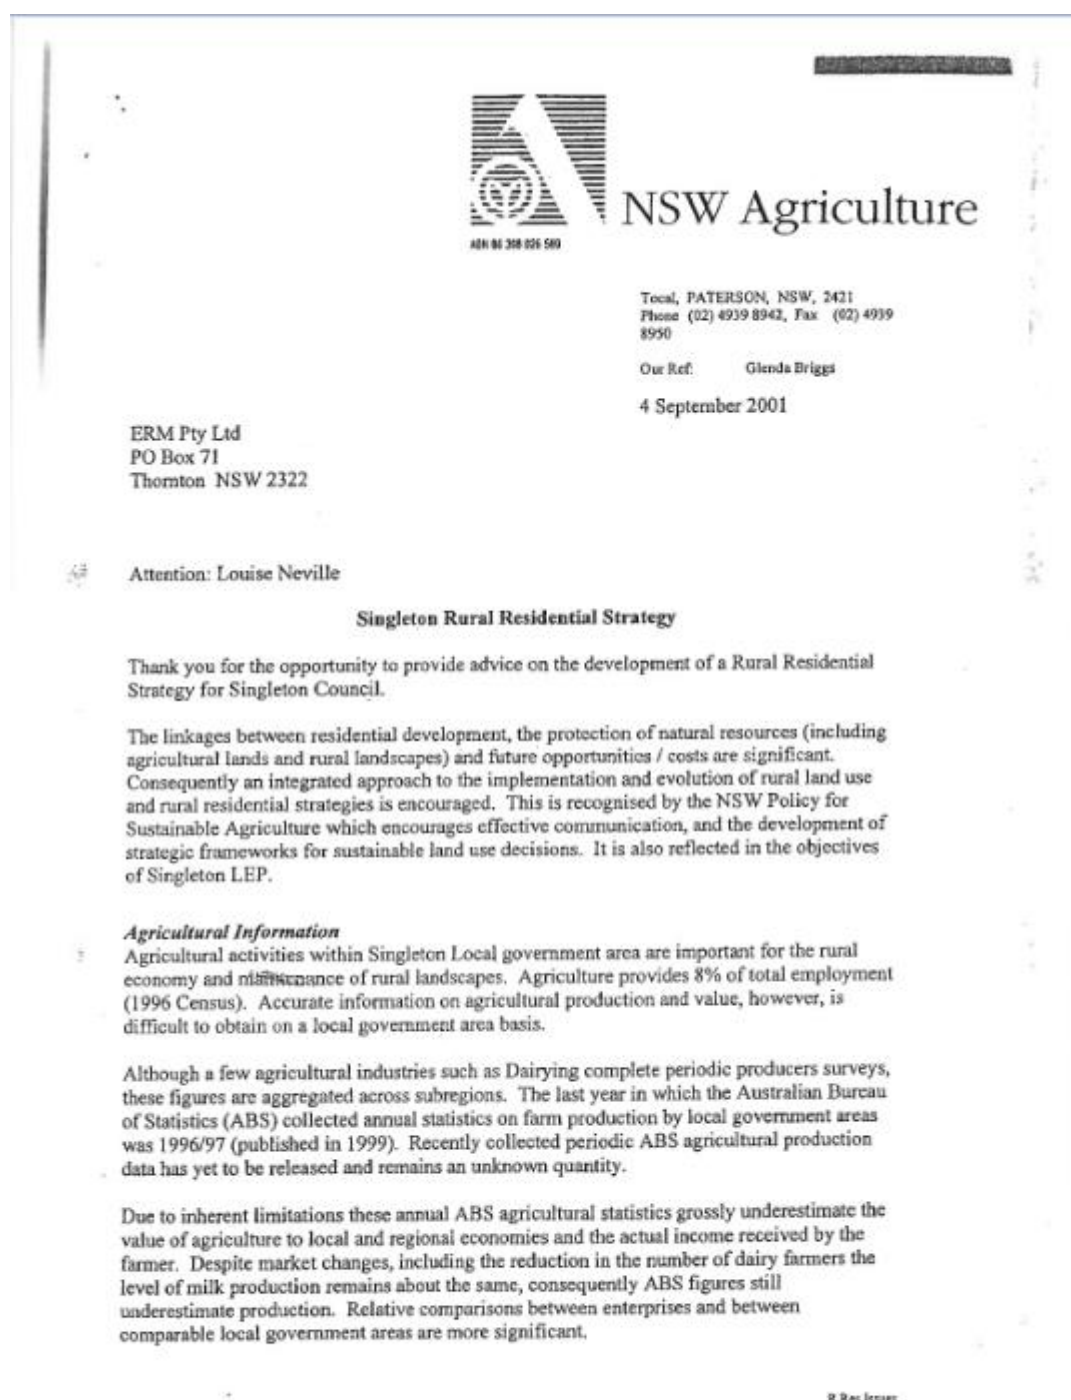 ABN 86 308 026 589
NSW Agriculture
Tocal, PATERSON, NSW, 2421
Phone (02) 4939 8942, Fax (02) 4939
8950
Our Ref: Glenda Briggs
4 September 2001
ERM Pty Ltd
PO Box 71
Thornton NSW 2322
Attention: Louise Neville
Singleton Rural Residential Strategy
Thank you for the opportunity to provide advice on the development of a Rural Residential
Strategy for Singleton Council.
The linkages between residential development, the protection of natural resources (including
agricultural lands and rural landscapes) and future opportunities / costs are significant.
Consequently an integrated approach to the implementation and evolution of rural land use
and rural residential strategies is encouraged. This is recognised by the NSW Policy for
Sustainable Agriculture which encourages effective communication, and the development of
strategic frameworks for sustainable land use decisions. It is also reflected in the objectives
of Singleton LEP.
Agricultural Information
Agricultural activities within Singleton Local government area are important for the rural
economy and maintenance of rural landscapes. Agriculture provides 8% of total employment
(1996 Census). Accurate information on agricultural production and value, however, is
difficult to obtain on a local government area basis.
Although a few agricultural industries such as Dairying complete periodic producers surveys,
these figures are aggregated across subregions. The last year in which the Australian Bureau
of Statistics (ABS) collected annual statistics on farm production by local government areas
was 1996/97 (published in 1999). Recently collected periodic ABS agricultural production
data has yet to be released and remains an unknown quantity.
Due to inherent limitations these annual ABS agricultural statistics grossly underestimate the
value of agriculture to local and regional economies and the actual income received by the
farmer. Despite market changes, including the reduction in the number of dairy farmers the
level of milk production remains about the same, consequently ABS figures still
underestimate production. Relative comparisons between enterprises and between
comparable local government areas are more significant.